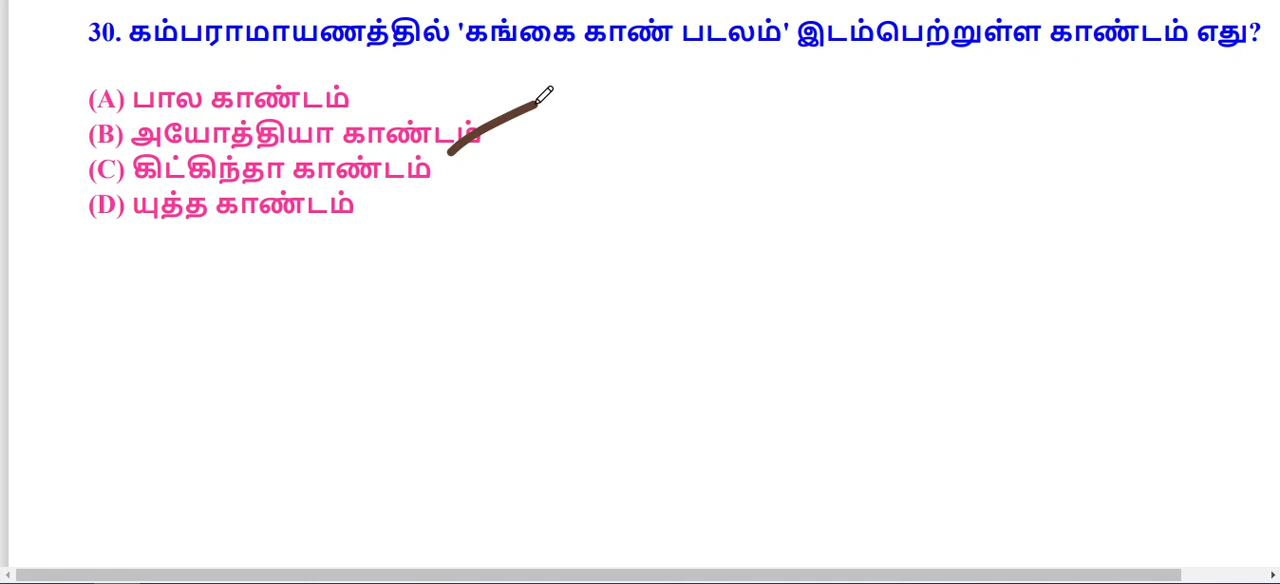 30. கம்பராமாயணத்தில் 'கங்கை காண் படலம்' இடம்பெற்றுள்ள காண்டம் எது?
(A) பால காண்டம்
(B) அயோத்தியா காண்டம்
(C) கிட்கிந்தா காண்டம்
(D) யுத்த காண்டம்